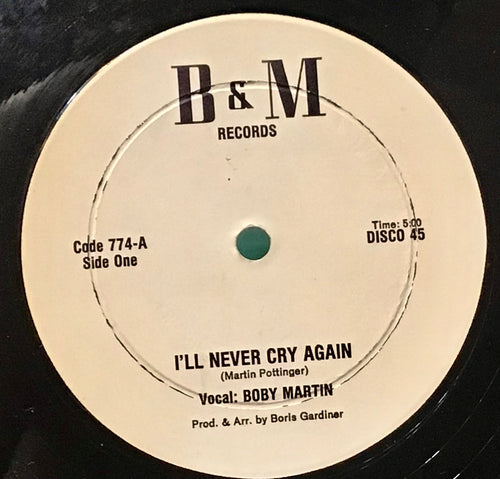 B & M
RECORDS
Code 774-A
Side One
Time: 5:00
DISCO 45
I'LL NEVER CRY AGAIN
(Martin Pottinger)
Vocal: BOBY MARTIN
Prod. & Arr. by Boris Gardiner